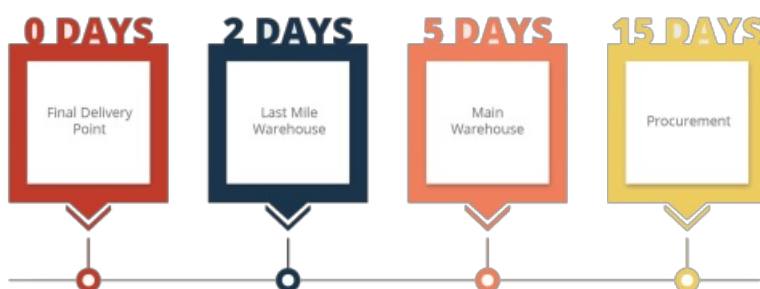 0 DAYS
Final Delivery
Point
2 DAYS
Last Mile
Warehouse
5 DAYS
Main
Warehouse
15 DAYS
Procurement